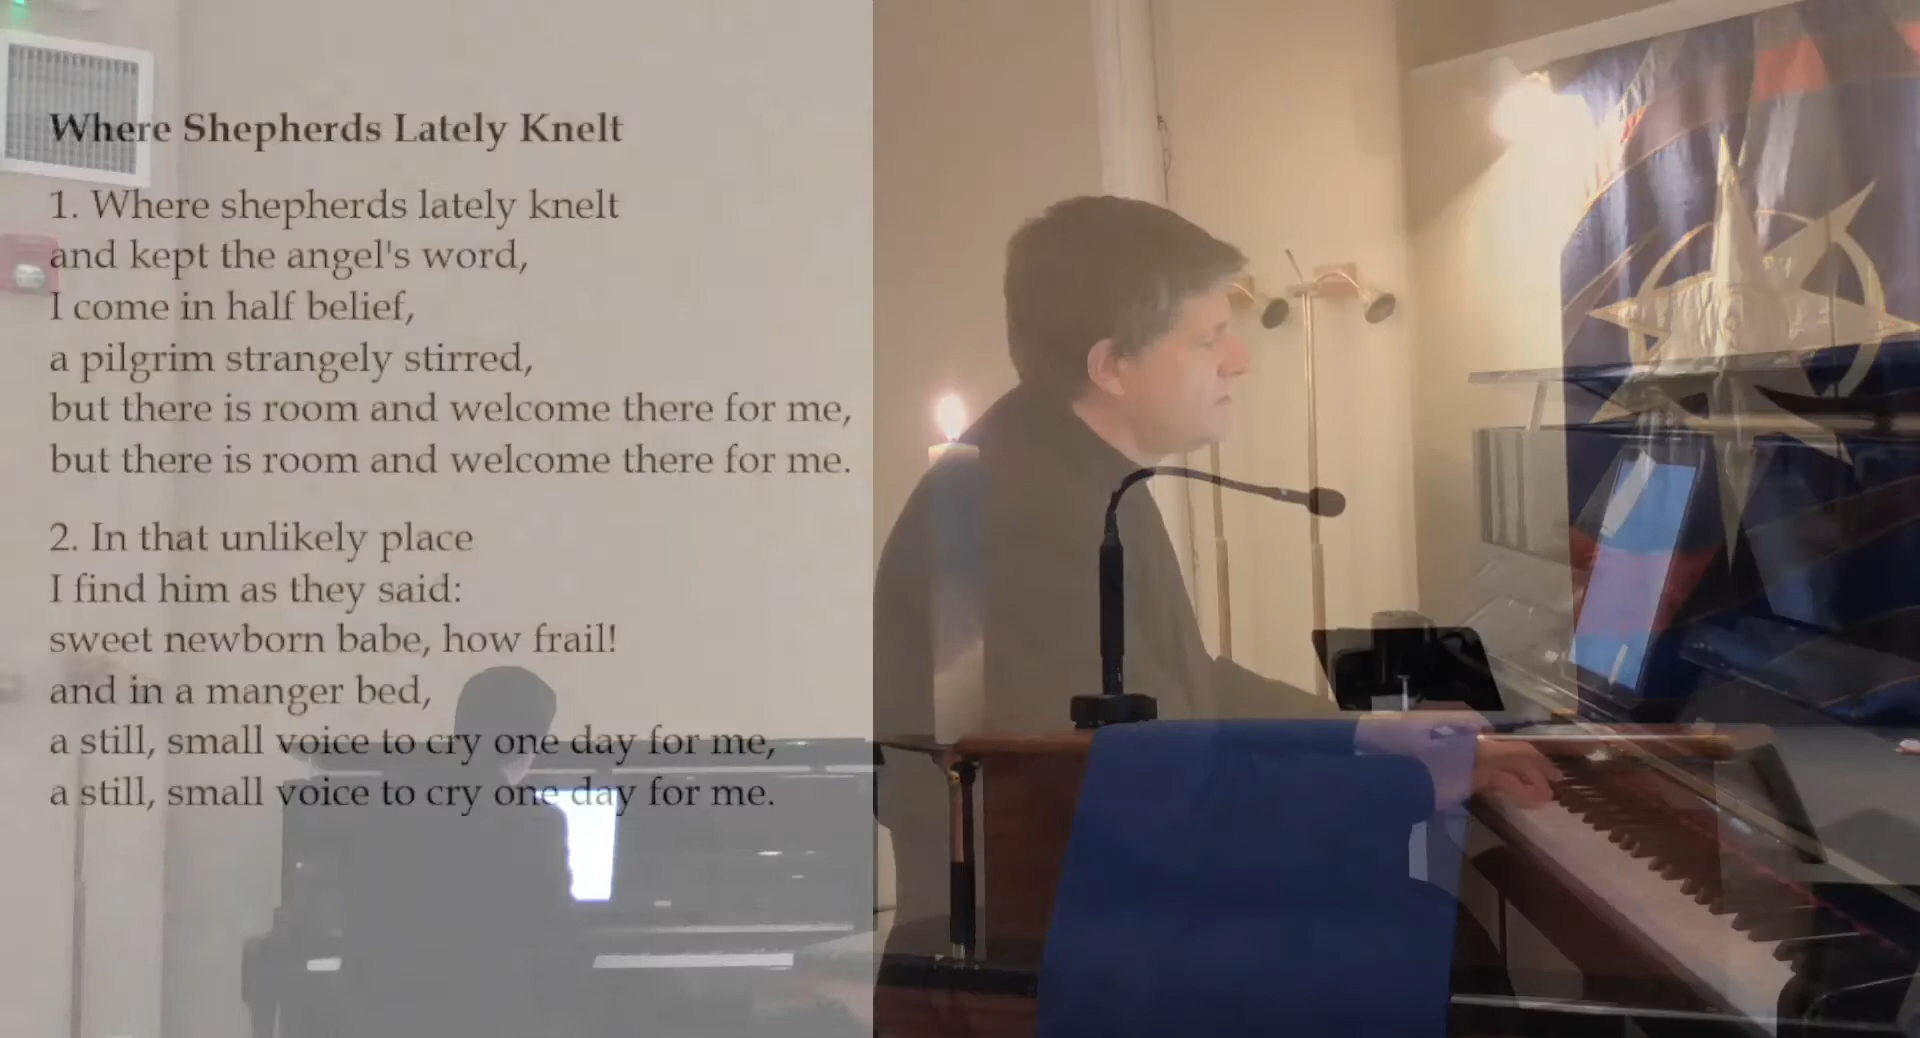 Where Shepherds Lately Knelt
1. Where shepherds lately knelt
and kept the angel's word,
I come in half belief,
a pilgrim strangely stirred,
but there is room and welcome there for me,
but there is room and welcome there for me.
2. In that unlikely place
I find him as they said:
sweet newborn babe, how frail!
and in a manger bed,
a still, small voice to cry one day for me,
a still, small voice to cry one day for me.